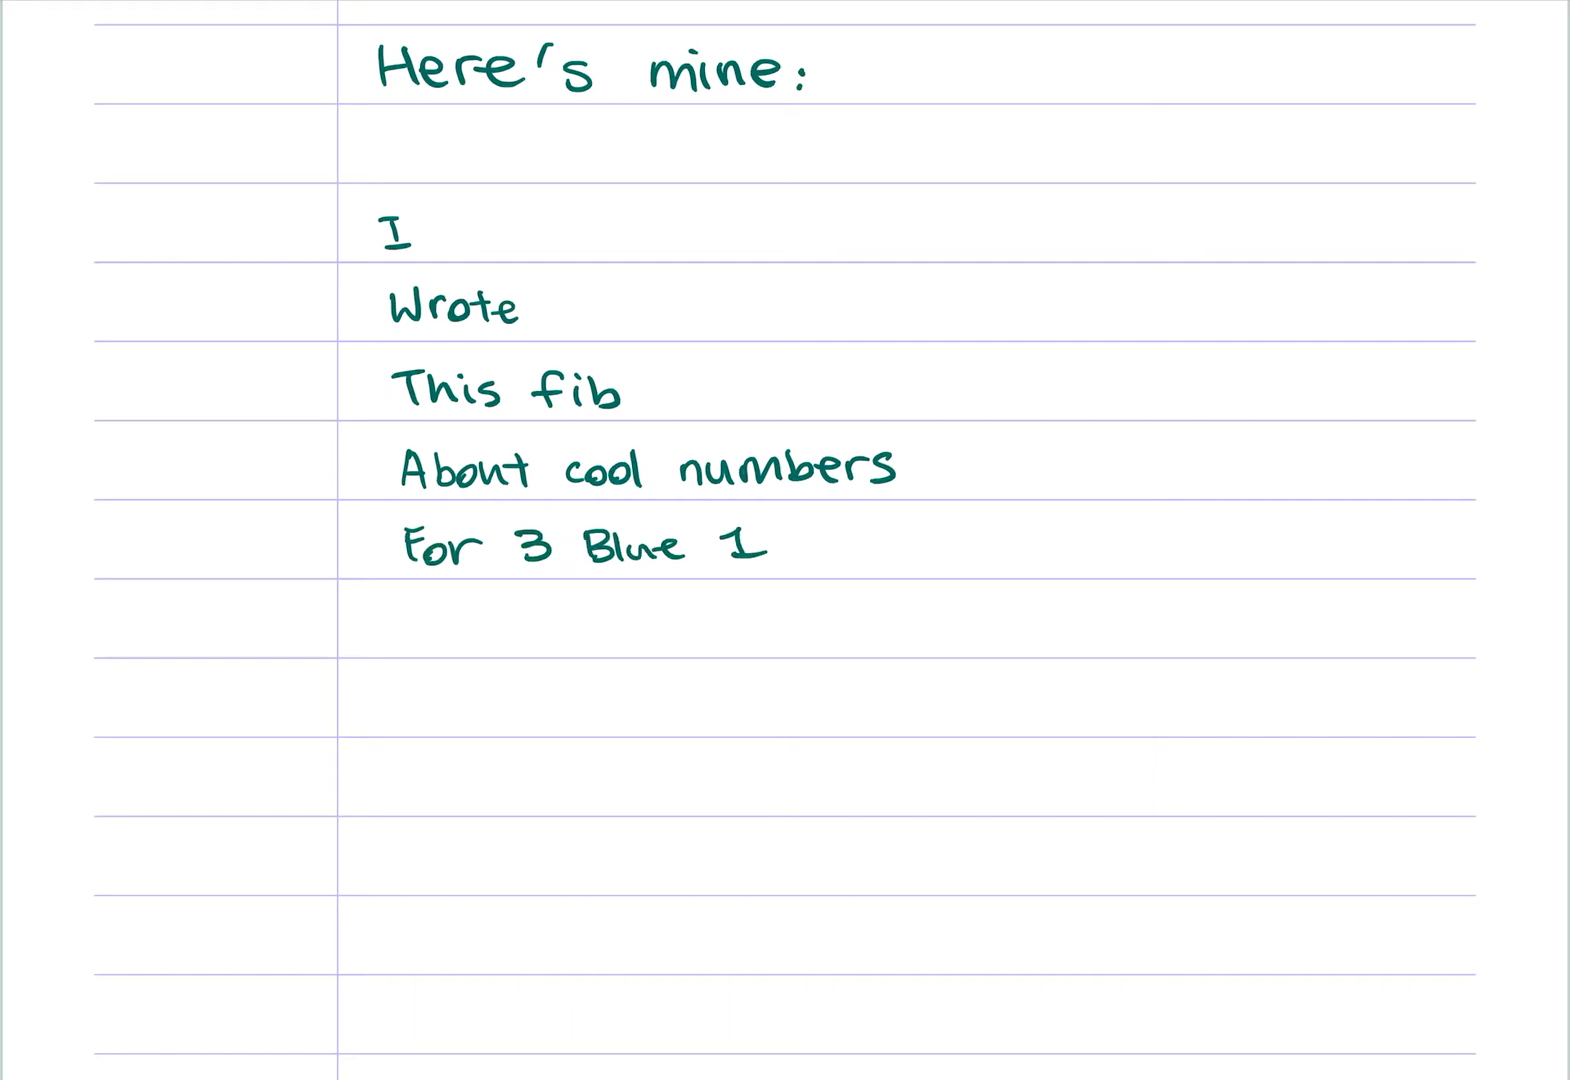 Here's mine:
I
Wrote
This fib
About cool numbers
For 3 Blue 1